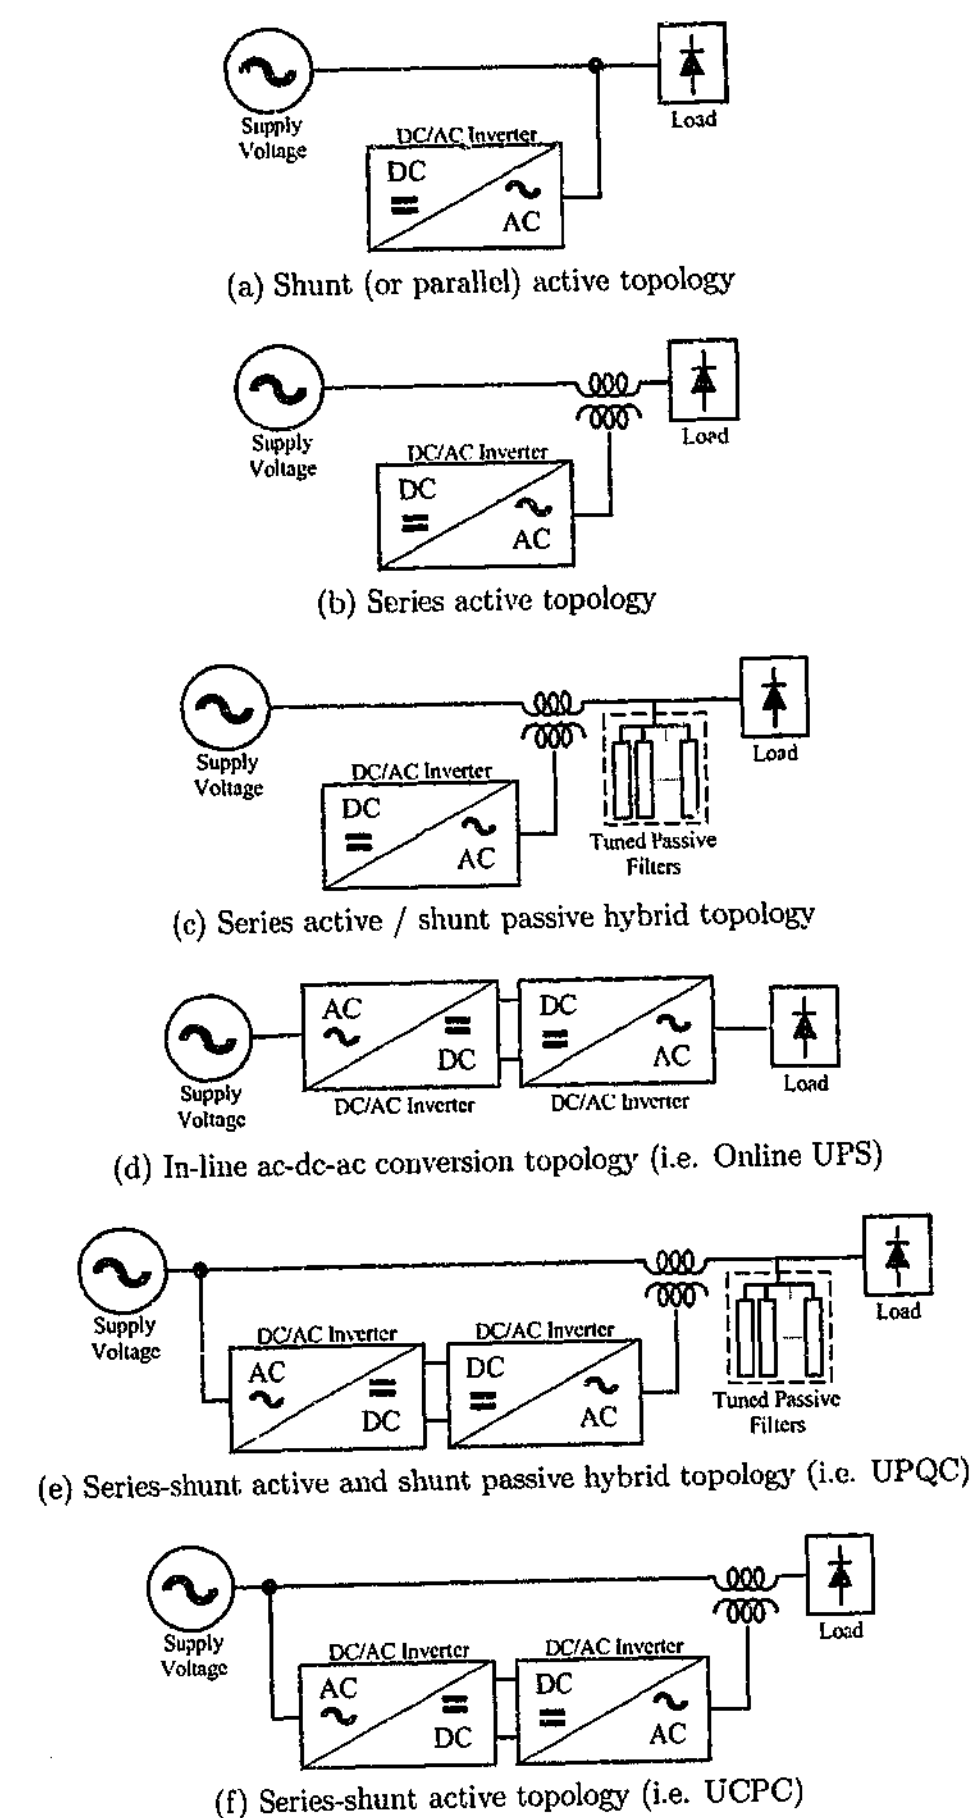 Supply
Voltage
Load
DC/AC Inverter
DC
AC
(a) Shunt (or parallel) active topology
Supply
Voltage
Load
DC/AC Inverter
DC
AC
(b) Series active topology
Supply
Voltage
Load
DC/AC Inverter
DC
AC
Tuned Passive
Filters
(c) Series active / shunt passive hybrid topology
Supply
Voltage
AC
DC
DC
AC
Load
DC/AC Inverter
DC/AC Inverter
(d) In-line ac-dc-ac conversion topology (i.e. Online UPS)
Supply
Voltage
Load
DC/AC Inverter
DC/AC Inverter
AC
DC
DC
AC
Tuned Passive
Filters
(e) Series-shunt active and shunt passive hybrid topology (i.e. UPQC)
Supply
Voltage
Load
DC/AC Inverter
DC/AC Inverter
AC
DC
DC
AC
(f) Series-shunt active topology (i.e. UCPC)